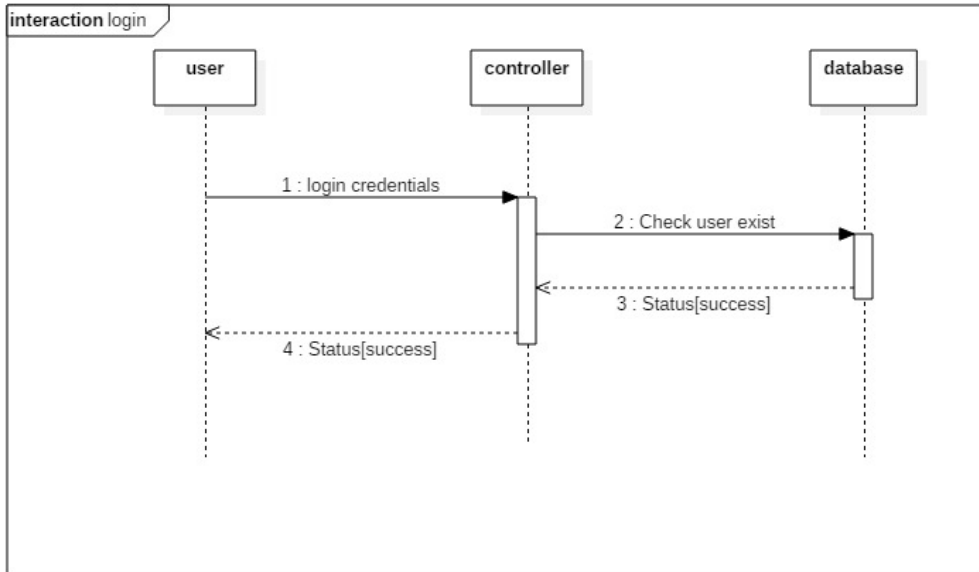 interaction login
user
controller
database
1 : login credentials
2 : Check user exist
3 : Status[success]
4 : Status[success]